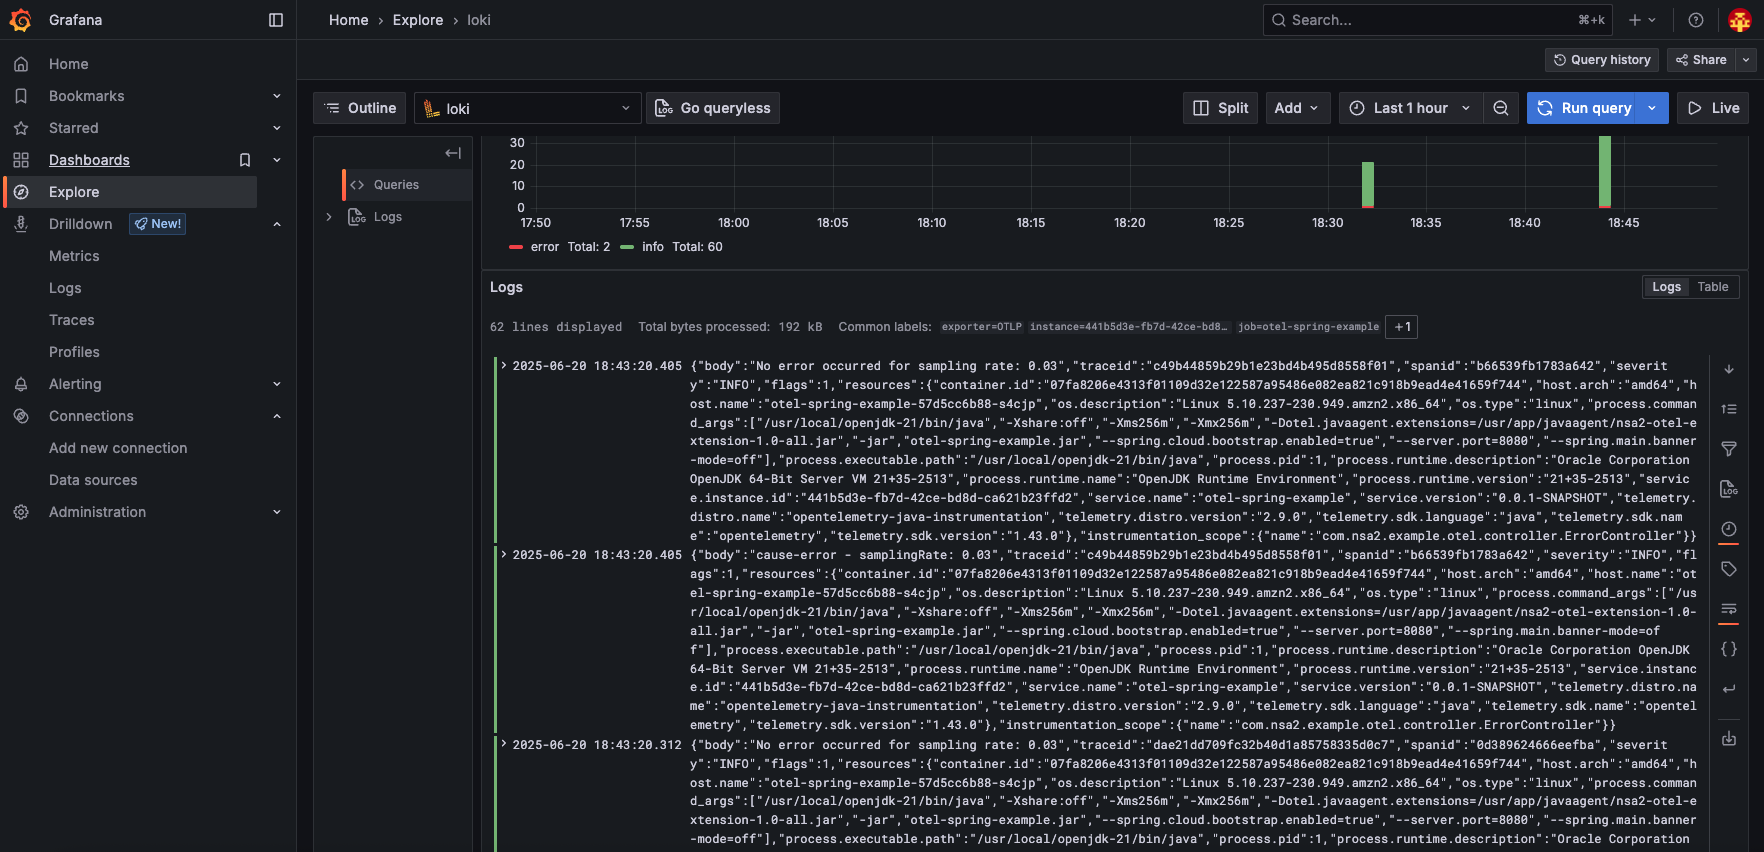 Grafana
Home › Explore › loki
Search...
⌘+k
Home
Bookmarks
Starred
Dashboards
Explore
Drilldown
New!
Metrics
Logs
Traces
Profiles
Alerting
Connections
Add new connection
Data sources
Administration
Query history
Share
Outline
loki
Go queryless
Split
Add
Last 1 hour
Run query
Live
Queries
Logs
30
20
10
0
17:50 17:55 18:00 18:05 18:10 18:15 18:20 18:25 18:30 18:35 18:40 18:45
error Total: 2 info Total: 60
Logs
Logs Table
62 lines displayed Total bytes processed: 192 kB Common labels: exporter=OTLP instance=441b5d3e-fb7d-42ce-bd8… job=otel-spring-example +1
2025-06-20 18:43:20.405 {"body":"No error occurred for sampling rate: 0.03","traceid":"c49b44859b29b1e23bd4b495d8558f01","spanid":"b66539fb1783a642","severit
y":"INFO","flags":1,"resources":{"container.id":"07fa8206e4313f01109d32e122587a95486e082ea821c918b9ead4e41659f744","host.arch":"amd64","h
ost.name":"otel-spring-example-57d5cc6b88-s4cjp","os.description":"Linux 5.10.237-230.949.amzn2.x86_64","os.type":"linux","process.comman
d_args":["/usr/local/openjdk-21/bin/java","-Xshare:off","-Xms256m","-Xmx256m","-Dotel.javaagent.extensions=/usr/app/javaagent/nsa2-otel-e
xtension-1.0-all.jar","-jar","otel-spring-example.jar","--spring.cloud.bootstrap.enabled=true","--server.port=8080","--spring.main.banner
-mode=off"],"process.executable.path":"/usr/local/openjdk-21/bin/java","process.pid":1,"process.runtime.description":"Oracle Corporation
OpenJDK 64-Bit Server VM 21+35-2513","process.runtime.name":"OpenJDK Runtime Environment","process.runtime.version":"21+35-2513","servic
e.instance.id":"441b5d3e-fb7d-42ce-bd8d-ca621b23ffd2","service.name":"otel-spring-example","service.version":"0.0.1-SNAPSHOT","telemetry.
distro.name":"opentelemetry-java-instrumentation","telemetry.distro.version":"2.9.0","telemetry.sdk.language":"java","telemetry.sdk.nam
e":"opentelemetry","telemetry.sdk.version":"1.43.0"},"instrumentation_scope":{"name":"com.nsa2.example.otel.controller.ErrorController"}}
2025-06-20 18:43:20.405 {"body":"cause-error - samplingRate: 0.03","traceid":"c49b44859b29b1e23bd4b495d8558f01","spanid":"b66539fb1783a642","severity":"INFO","fl
ags":1,"resources":{"container.id":"07fa8206e4313f01109d32e122587a95486e082ea821c918b9ead4e41659f744","host.arch":"amd64","host.name":"ot
el-spring-example-57d5cc6b88-s4cjp","os.description":"Linux 5.10.237-230.949.amzn2.x86_64","os.type":"linux","process.command_args":["/us
r/local/openjdk-21/bin/java","-Xshare:off","-Xms256m","-Xmx256m","-Dotel.javaagent.extensions=/usr/app/javaagent/nsa2-otel-extension-1.0-
all.jar","-jar","otel-spring-example.jar","--spring.cloud.bootstrap.enabled=true","--server.port=8080","--spring.main.banner-mode=of
f"],"process.executable.path":"/usr/local/openjdk-21/bin/java","process.pid":1,"process.runtime.description":"Oracle Corporation OpenJDK
64-Bit Server VM 21+35-2513","process.runtime.name":"OpenJDK Runtime Environment","process.runtime.version":"21+35-2513","service.instanc
e.id":"441b5d3e-fb7d-42ce-bd8d-ca621b23ffd2","service.name":"otel-spring-example","service.version":"0.0.1-SNAPSHOT","telemetry.distro.na
me":"opentelemetry-java-instrumentation","telemetry.distro.version":"2.9.0","telemetry.sdk.language":"java","telemetry.sdk.name":"opentel
emetry","telemetry.sdk.version":"1.43.0"},"instrumentation_scope":{"name":"com.nsa2.example.otel.controller.ErrorController"}}
2025-06-20 18:43:20.312 {"body":"No error occurred for sampling rate: 0.03","traceid":"dae21dd709fc32b40d1a85758335d0c7","spanid":"0d389624666eefba","severit
y":"INFO","flags":1,"resources":{"container.id":"07fa8206e4313f01109d32e122587a95486e082ea821c918b9ead4e41659f744","host.arch":"amd64","h
ost.name":"otel-spring-example-57d5cc6b88-s4cjp","os.description":"Linux 5.10.237-230.949.amzn2.x86_64","os.type":"linux","process.comman
d_args":["/usr/local/openjdk-21/bin/java","-Xshare:off","-Xms256m","-Xmx256m","-Dotel.javaagent.extensions=/usr/app/javaagent/nsa2-otel-e
xtension-1.0-all.jar","-jar","otel-spring-example.jar","--spring.cloud.bootstrap.enabled=true","--server.port=8080","--spring.main.banner
-mode=off"],"process.executable.path":"/usr/local/openjdk-21/bin/java","process.pid":1,"process.runtime.description":"Oracle Corporation